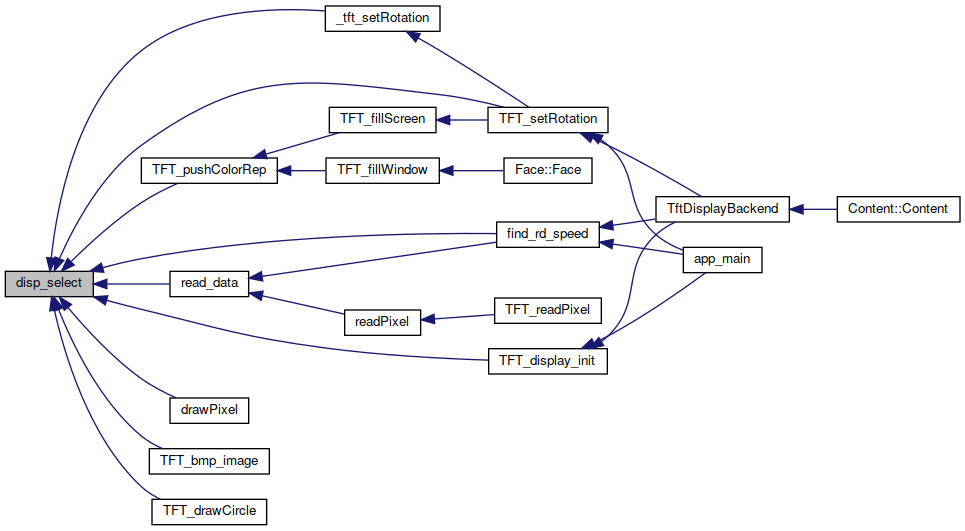 _tft_setRotation
TFT_fillScreen
TFT_setRotation
TFT_pushColorRep
TFT_fillWindow
Face::Face
TftDisplayBackend
Content::Content
find_rd_speed
app_main
disp_select
read_data
TFT_readPixel
readPixel
TFT_display_init
drawPixel
TFT_bmp_image
TFT_drawCircle